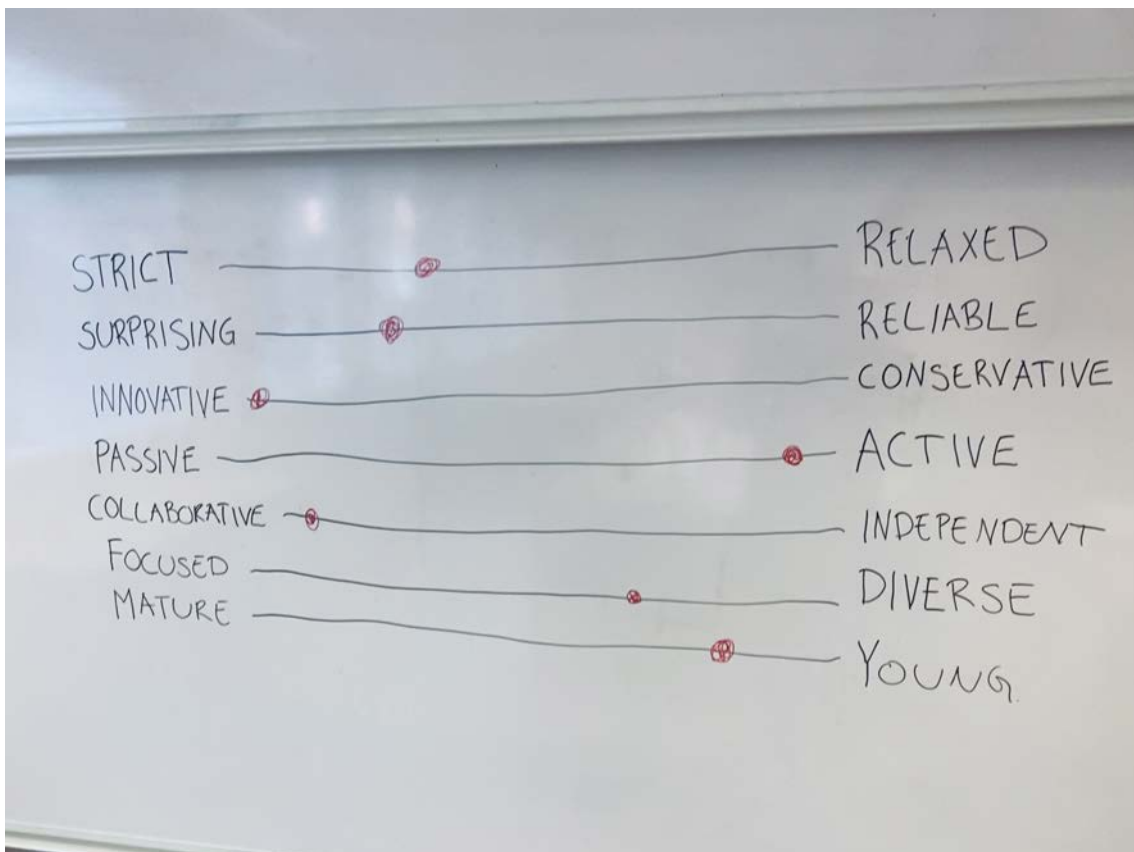 STRICT RELAXED
SURPRISING RELIABLE
INNOVATIVE CONSERVATIVE
PASSIVE ACTIVE
COLLABORATIVE INDEPENDENT
FOCUSED DIVERSE
MATURE YOUNG.